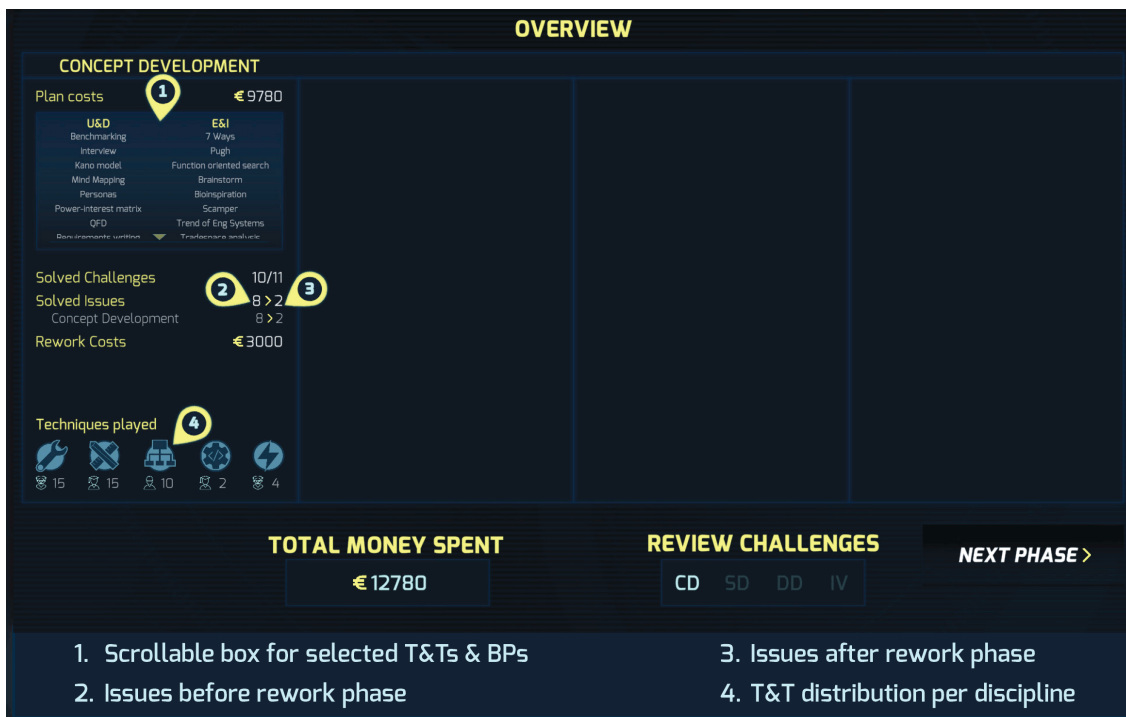 OVERVIEW
CONCEPT DEVELOPMENT
Plan costs 1 € 9780
U&D E&I
Benchmarking 7 Ways
Interview Pugh
Kano model Function oriented search
Mind Mapping Brainstorm
Personas Bioinspiration
Power-interest matrix Scamper
QFD Trend of Eng Systems
Requirements writing Tradespace analysis
Solved Challenges 10/11
2 3
Solved Issues 8 > 2
Concept Development 8 > 2
Rework Costs € 3000
Techniques played 4
</>
15 15 10 2 4
TOTAL MONEY SPENT
€ 12780
REVIEW CHALLENGES
CD SD DD IV
NEXT PHASE >
1. Scrollable box for selected T&Ts & BPs
2. Issues before rework phase
3. Issues after rework phase
4. T&T distribution per discipline